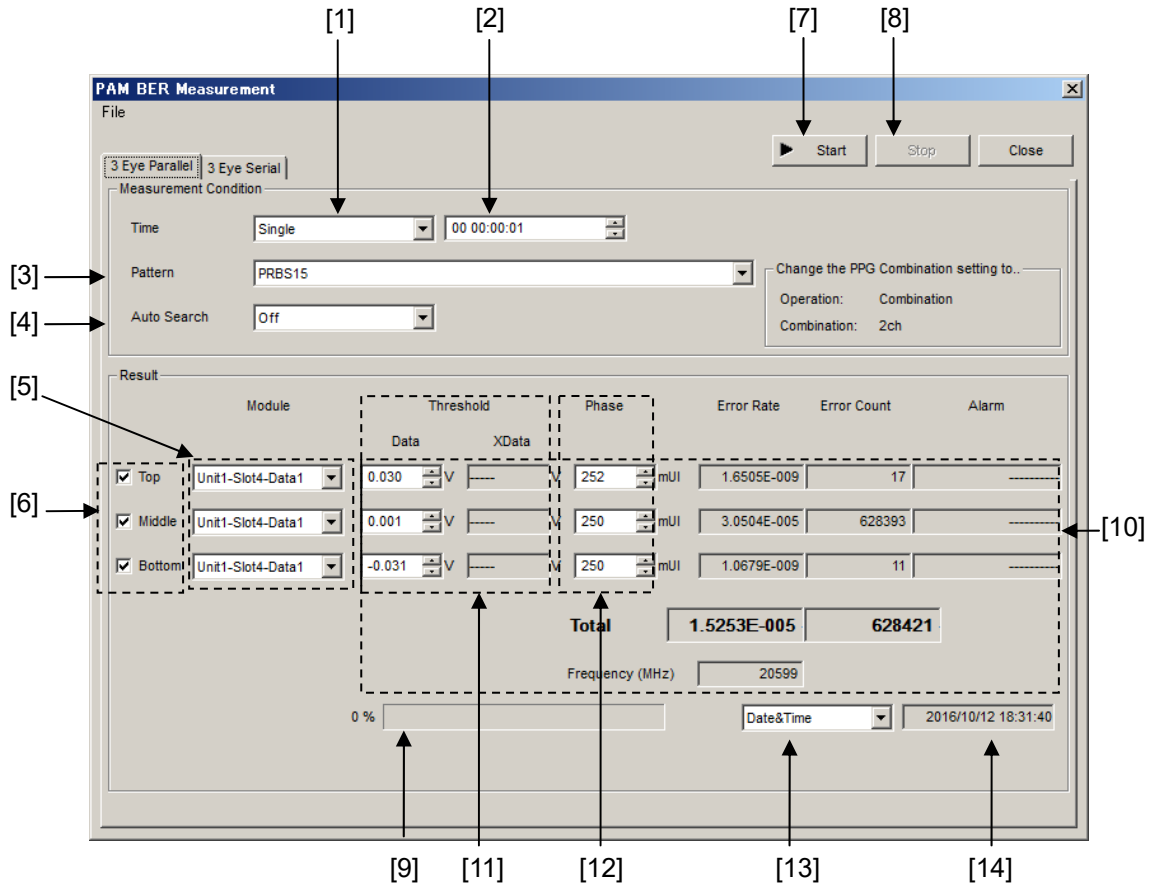 [1] [2] [7] [8]
PAM BER Measurement
File
Start Stop Close
3 Eye Parallel 3 Eye Serial
Measurement Condition
Time Single 00 00:00:01
[3] Pattern PRBS15 Change the PPG Combination setting to..
Operation: Combination
[4] Auto Search Off Combination: 2ch
Result
[5] Module Threshold Phase Error Rate Error Count Alarm
Data XData
Top Unit1-Slot4-Data1 0.030 V ----- V 252 mUI 1.6505E-009 17 ----------
[6] Middle Unit1-Slot4-Data1 0.001 V ----- V 250 mUI 3.0504E-005 628393 ---------- [10]
Bottom Unit1-Slot4-Data1 -0.031 V ----- V 250 mUI 1.0679E-009 11 ----------
Total 1.5253E-005 628421
Frequency (MHz) 20599
0 % Date&Time 2016/10/12 18:31:40
[9] [11] [12] [13] [14]